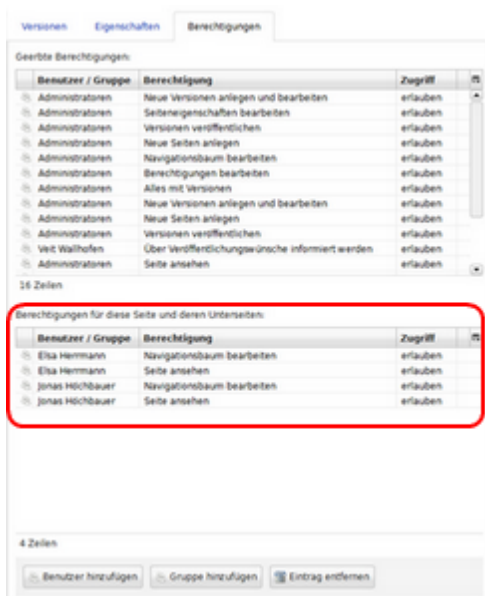 Versionen Eigenschaften Berechtigungen
Geerbte Berechtigungen:
Benutzer / Gruppe Berechtigung Zugriff
Administratoren Neue Versionen anlegen und bearbeiten erlauben
Administratoren Seiteneigenschaften bearbeiten erlauben
Administratoren Versionen veröffentlichen erlauben
Administratoren Neue Seiten anlegen erlauben
Administratoren Navigationsbaum bearbeiten erlauben
Administratoren Berechtigungen bearbeiten erlauben
Administratoren Alles mit Versionen erlauben
Administratoren Neue Versionen anlegen und bearbeiten erlauben
Administratoren Neue Seiten anlegen erlauben
Administratoren Versionen veröffentlichen erlauben
Veit Wallhofen Über Veröffentlichungswünsche informiert werden erlauben
Administratoren Seite ansehen erlauben
16 Zeilen
Berechtigungen für diese Seite und deren Unterseiten:
Benutzer / Gruppe Berechtigung Zugriff
Elsa Herrmann Navigationsbaum bearbeiten erlauben
Elsa Herrmann Seite ansehen erlauben
Jonas Höchbauer Navigationsbaum bearbeiten erlauben
Jonas Höchbauer Seite ansehen erlauben
4 Zeilen
Benutzer hinzufügen Gruppe hinzufügen Eintrag entfernen